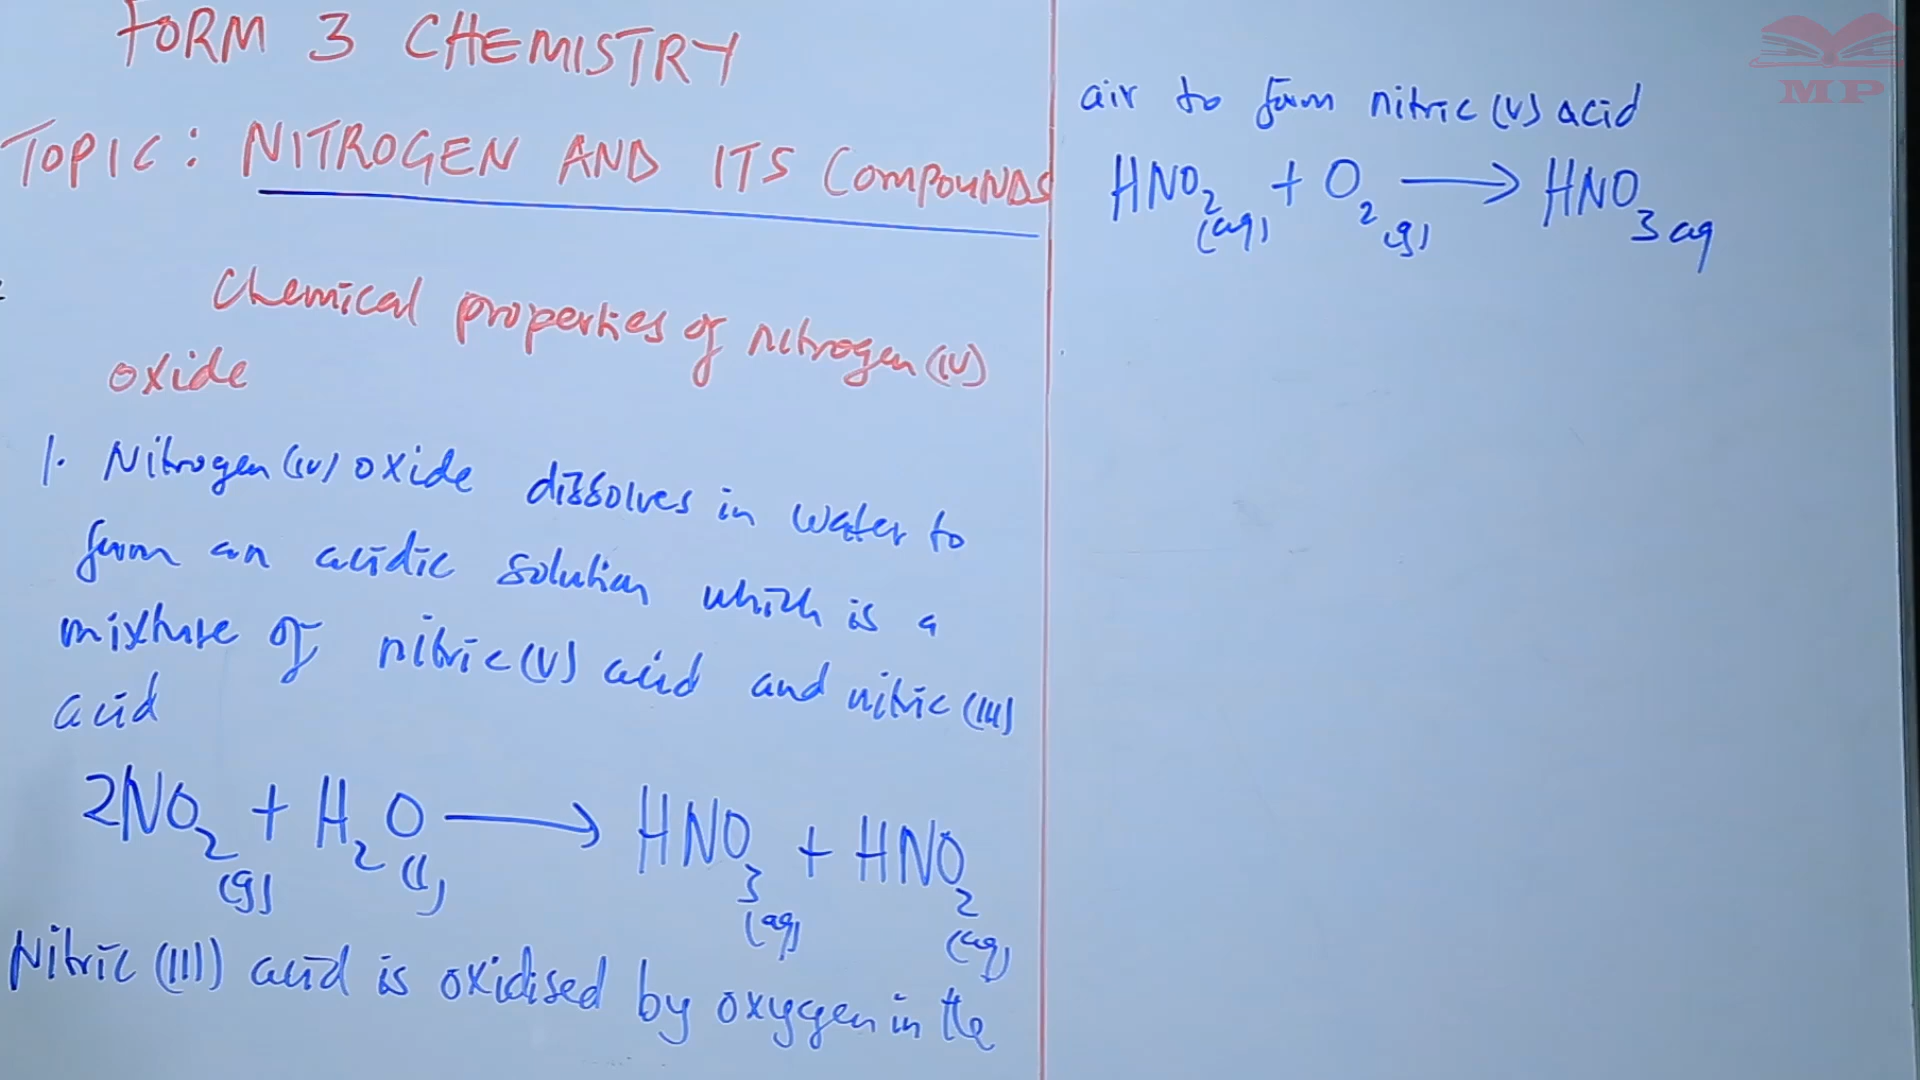 FORM 3 CHEMISTRY
TOPIC: NITROGEN AND ITS COMPOUNDS
Chemical properties of nitrogen (IV)
oxide
1. Nitrogen (IV) oxide dissolves in water to
form an acidic solution which is a
mixture of nitric (V) acid and nitric (III)
acid
2NO₂(g) + H₂O(l) → HNO₃(aq) + HNO₂(aq)
Nitric (III) acid is oxidised by oxygen in the
air to form nitric (V) acid
HNO₂(aq) + O₂(g) → HNO₃ aq
MP